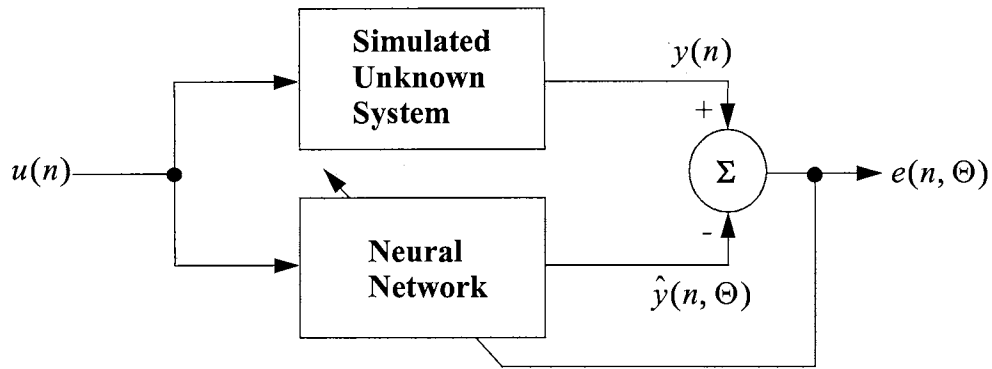 Simulated
Unknown
System
y(n)
+
u(n)
Σ
e(n, Θ)
-
Neural
Network
ŷ(n, Θ)